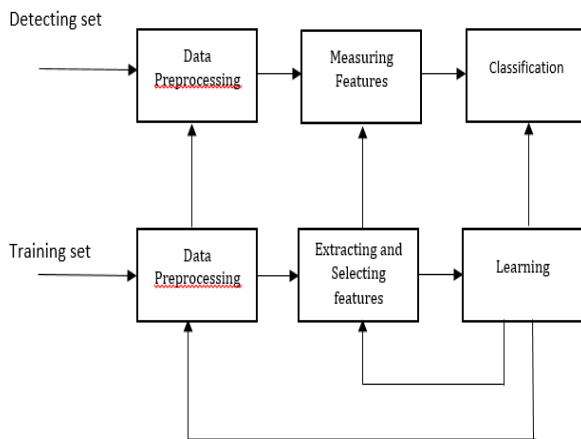 Detecting set
Data
Preprocessing
Measuring
Features
Classification
Training set
Data
Preprocessing
Extracting and
Selecting
features
Learning